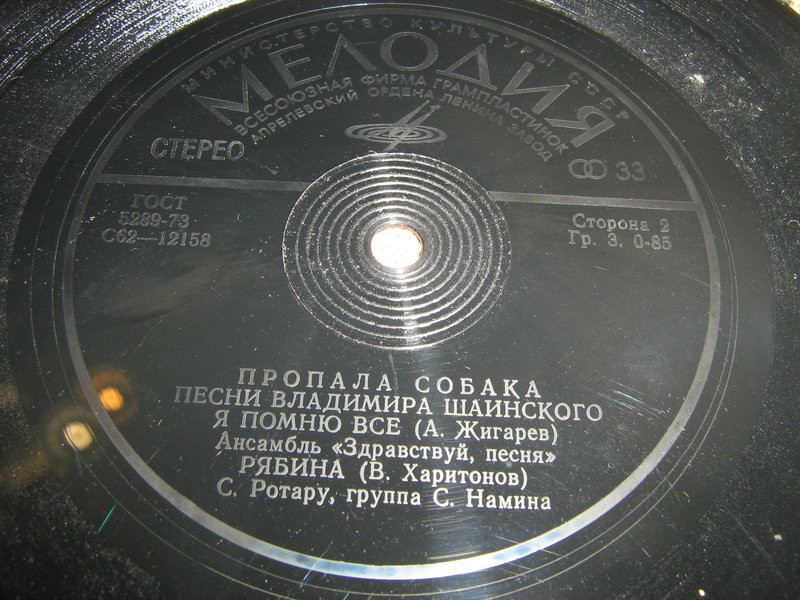 МИНИСТЕРСТВО КУЛЬТУРЫ СССР
МЕЛОДИЯ
ВСЕСОЮЗНАЯ ФИРМА ГРАМПЛАСТИНОК
АПРЕЛЕВСКИЙ ОРДЕНА ЛЕНИНА ЗАВОД
СТЕРЕО
33
ГОСТ
5289-73
С62—12158
Сторона 2
Гр. 3. 0-85
ПРОПАЛА СОБАКА
ПЕСНИ ВЛАДИМИРА ШАИНСКОГО
Я ПОМНЮ ВСЕ (А. Жигарев)
Ансамбль «Здравствуй, песня»
РЯБИНА (В. Харитонов)
С. Ротару, группа С. Намина